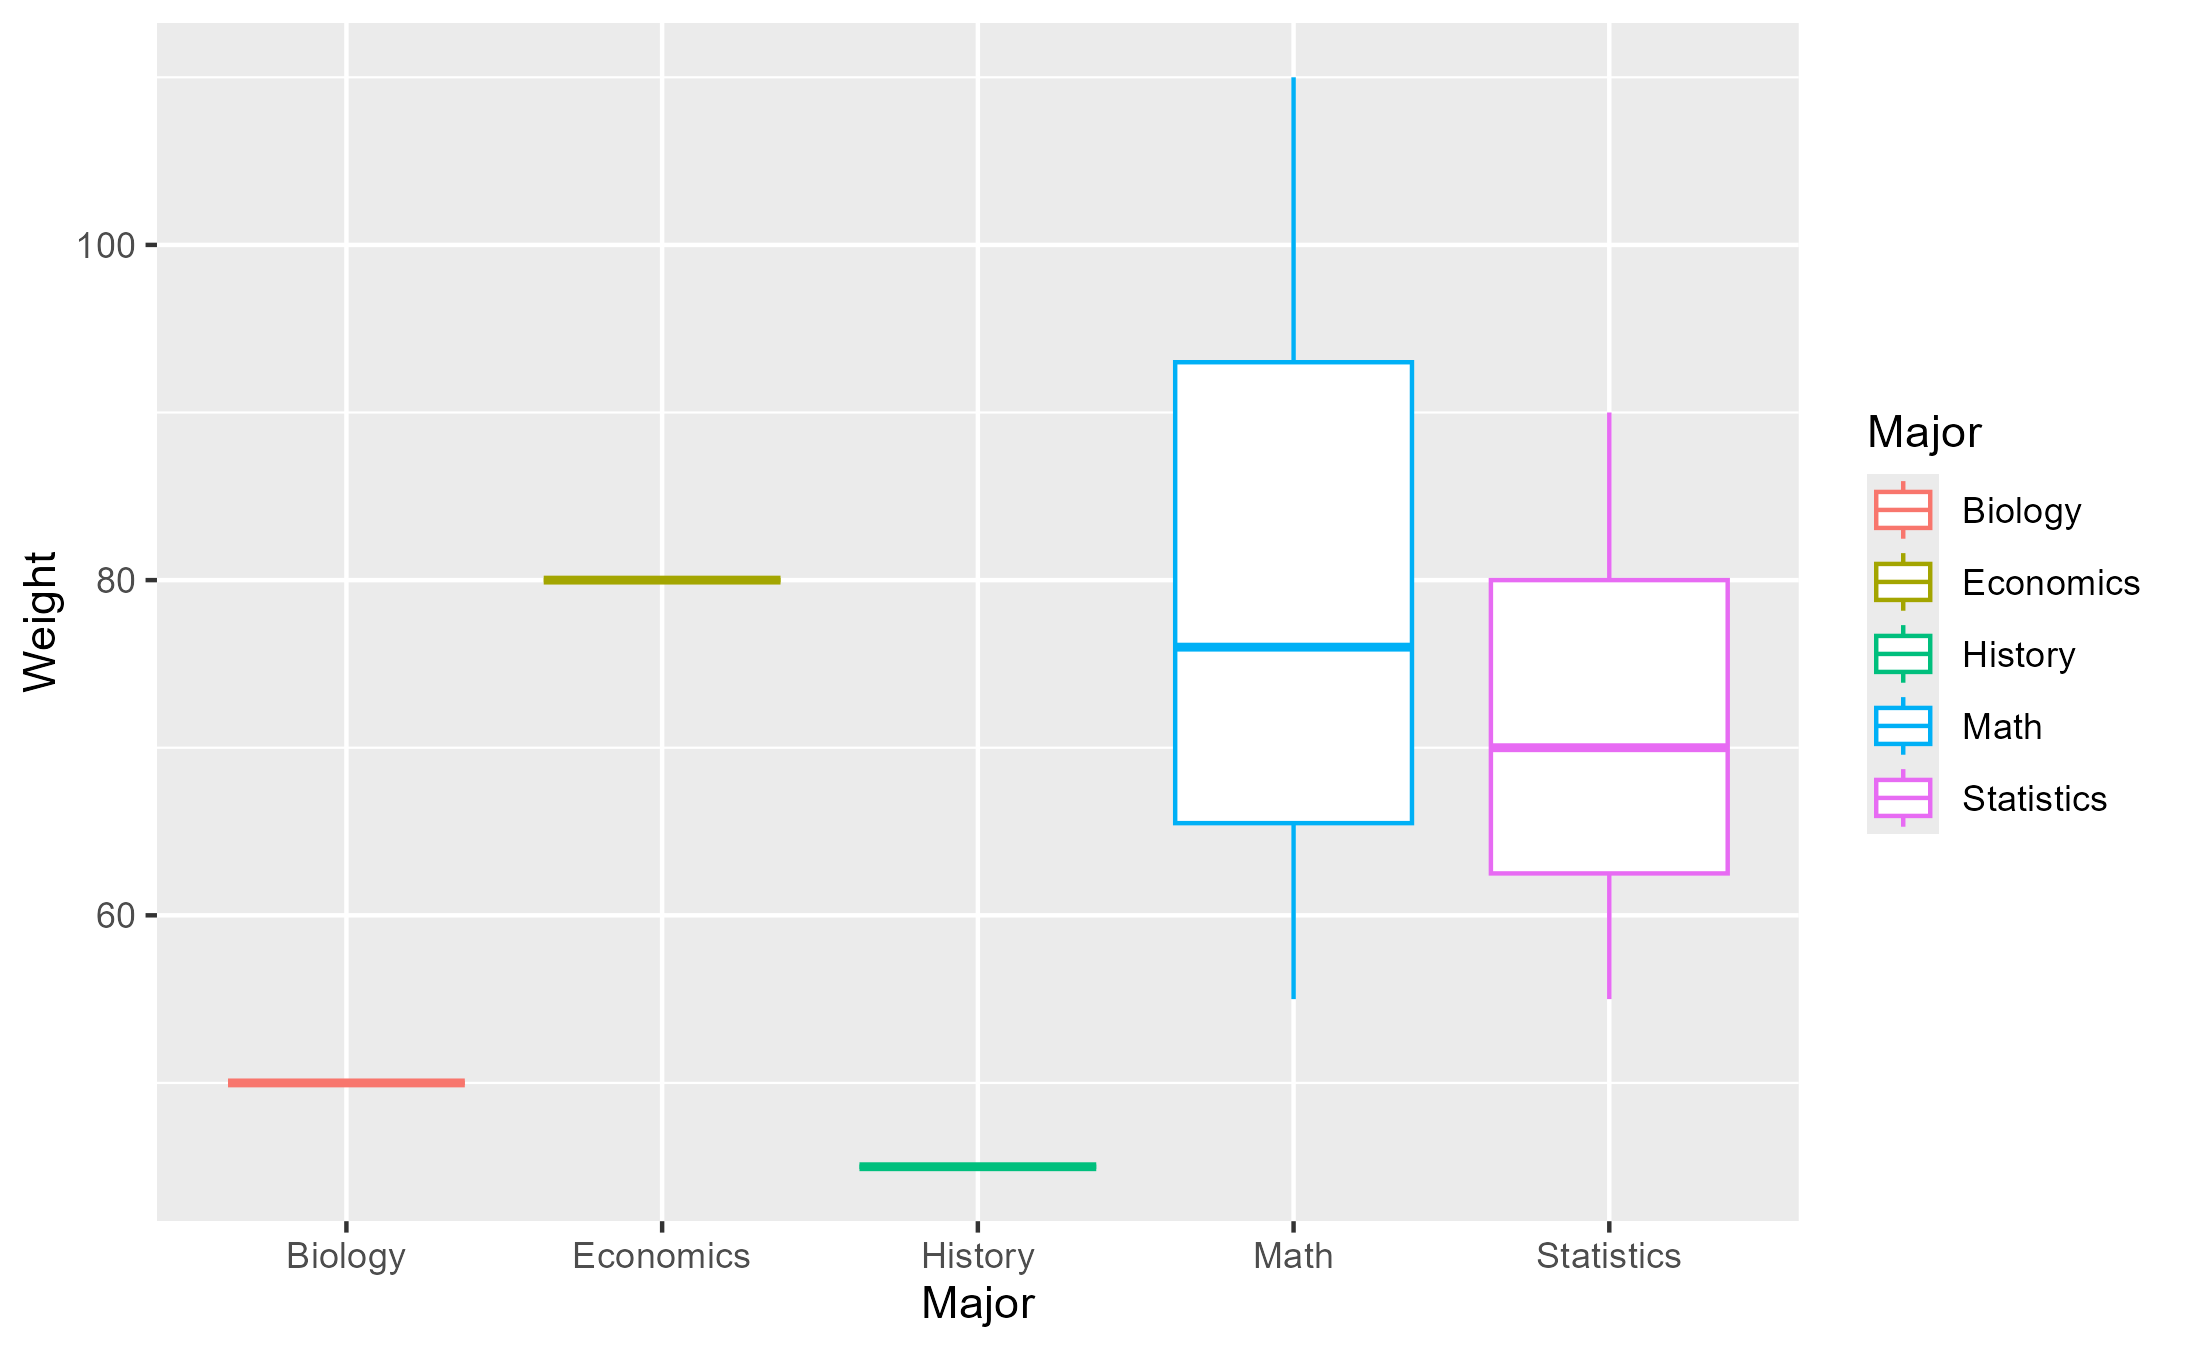 100
80
60
Weight
Biology
Economics
History
Math
Statistics
Major
Major
Biology
Economics
History
Math
Statistics